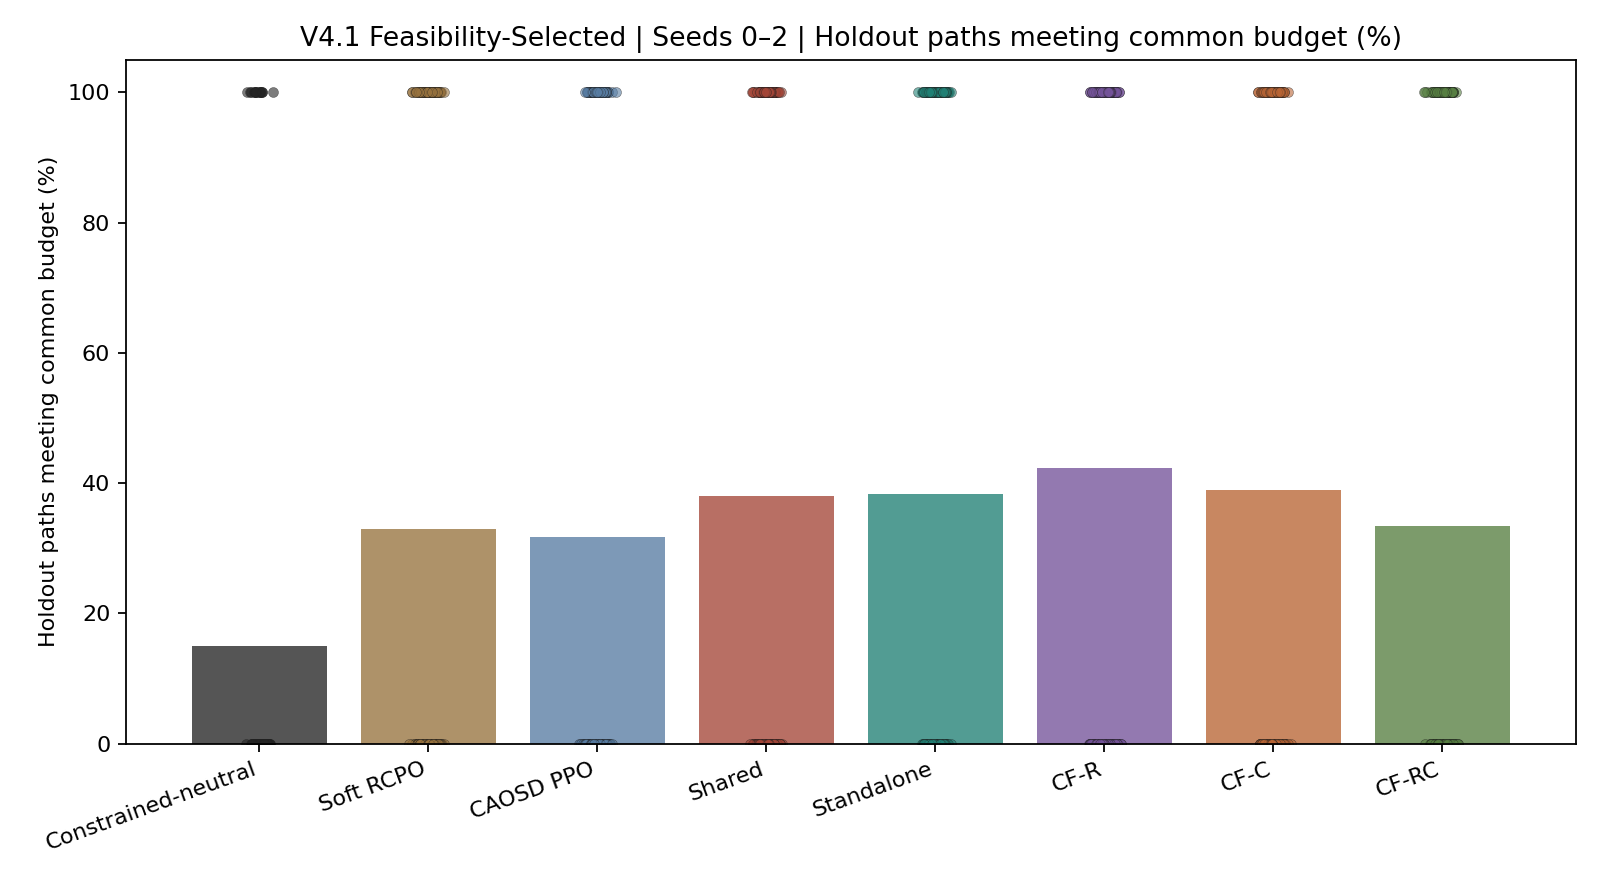 V4.1 Feasibility-Selected | Seeds 0–2 | Holdout paths meeting common budget (%)
Holdout paths meeting common budget (%)
100
80
60
40
20
0
Constrained-neutral
Soft RCPO
CAOSD PPO
Shared
Standalone
CF-R
CF-C
CF-RC